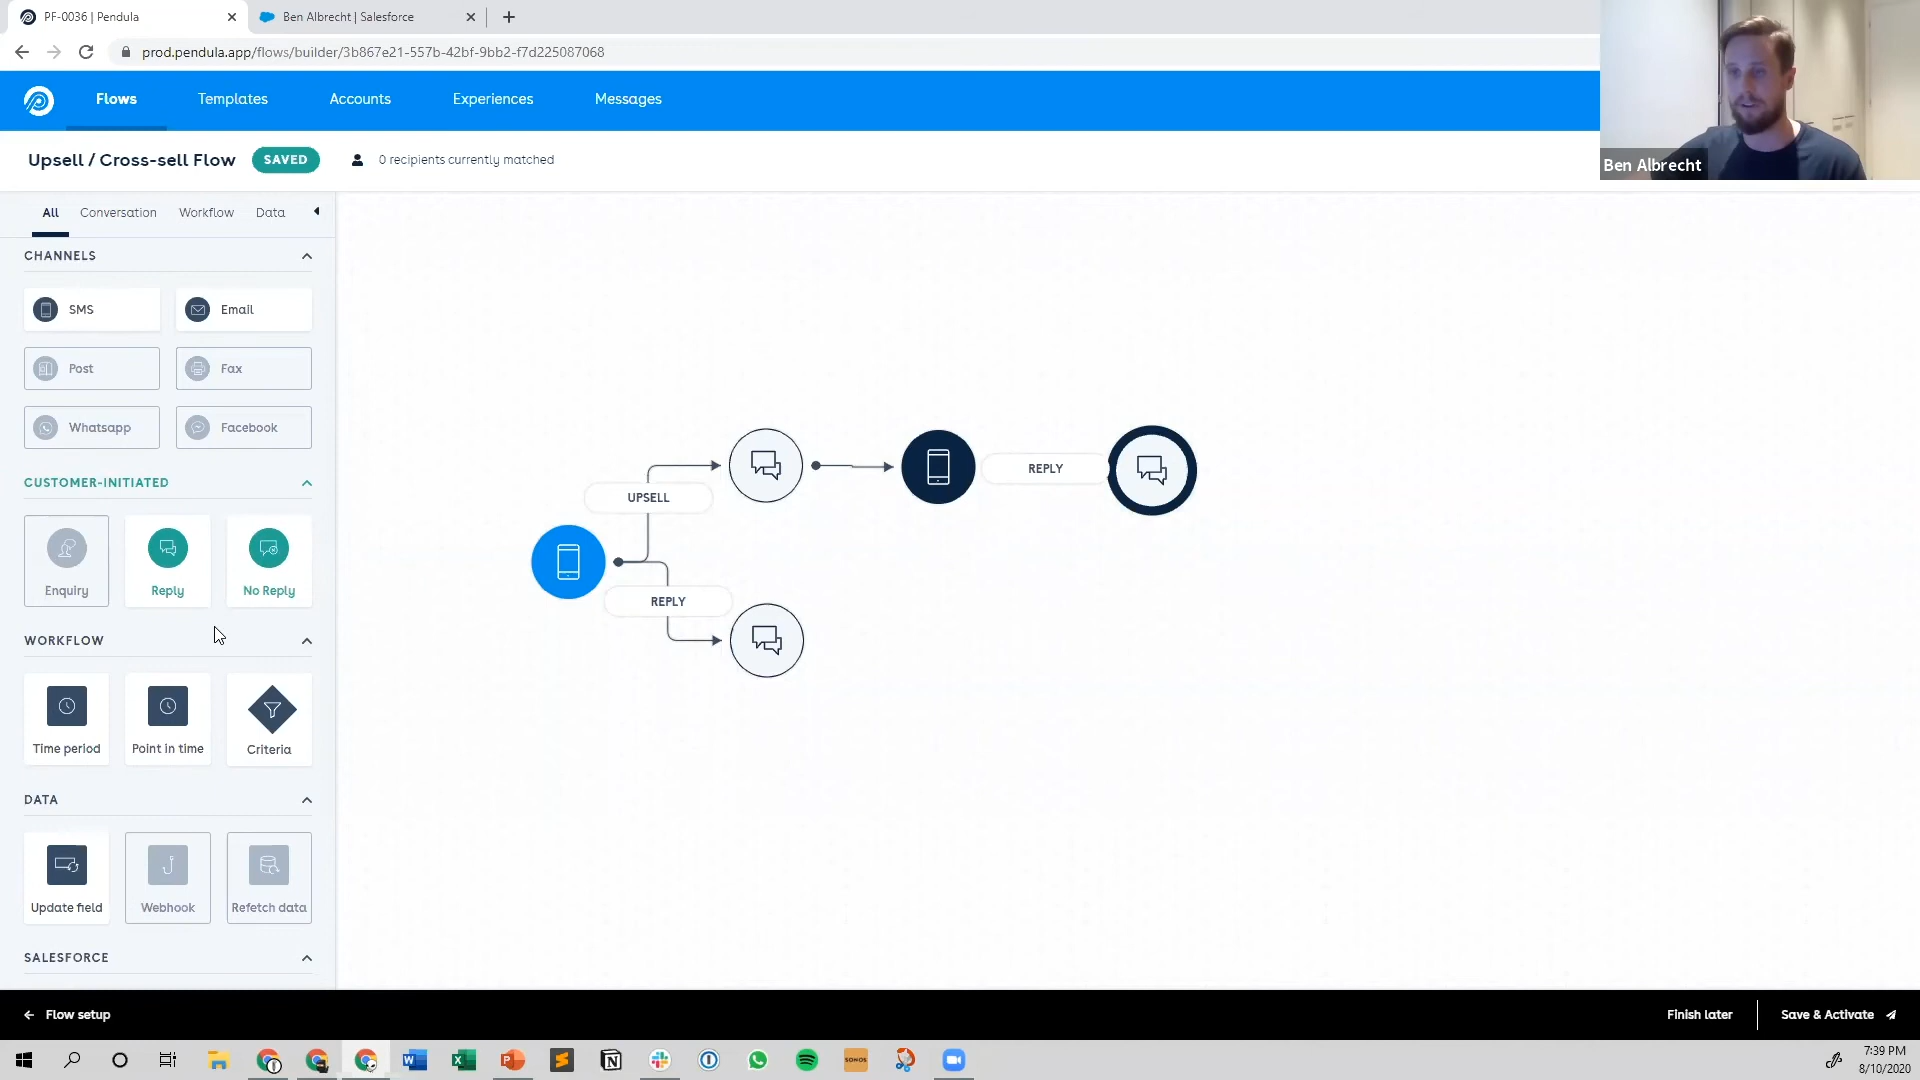 PF-0036 | Pendula
Ben Albrecht | Salesforce
prod.pendula.app/flows/builder/3b867e21-557b-42bf-9bb2-f7d225087068
Flows
Templates
Accounts
Experiences
Messages
Ben Albrecht
Upsell / Cross-sell Flow
SAVED
0 recipients currently matched
All
Conversation
Workflow
Data
CHANNELS
SMS
Email
Post
Fax
Whatsapp
Facebook
CUSTOMER-INITIATED
Enquiry
Reply
No Reply
WORKFLOW
Time period
Point in time
Criteria
DATA
Update field
Webhook
Refetch data
SALESFORCE
UPSELL
REPLY
REPLY
Flow setup
Finish later
Save & Activate
SONOS
7:39 PM
8/10/2020